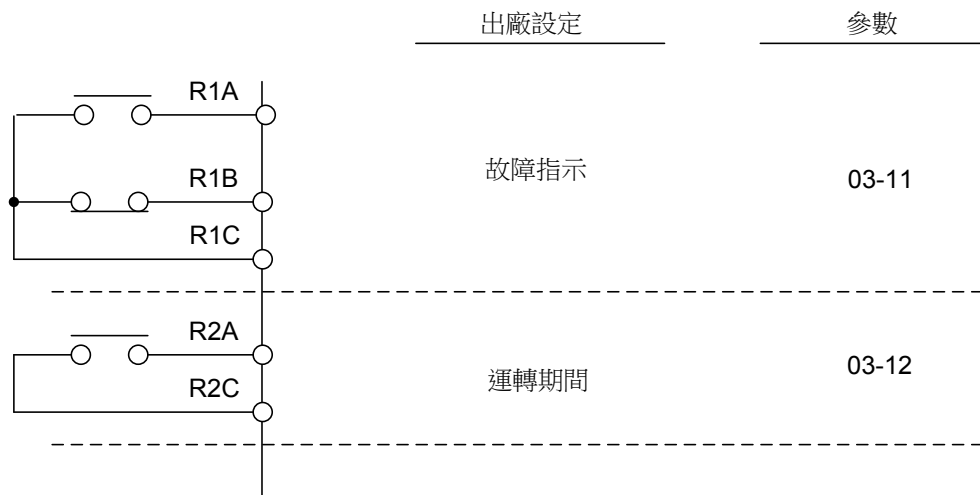 出廠設定
參數
R1A
R1B
R1C
故障指示
03-11
R2A
R2C
運轉期間
03-12